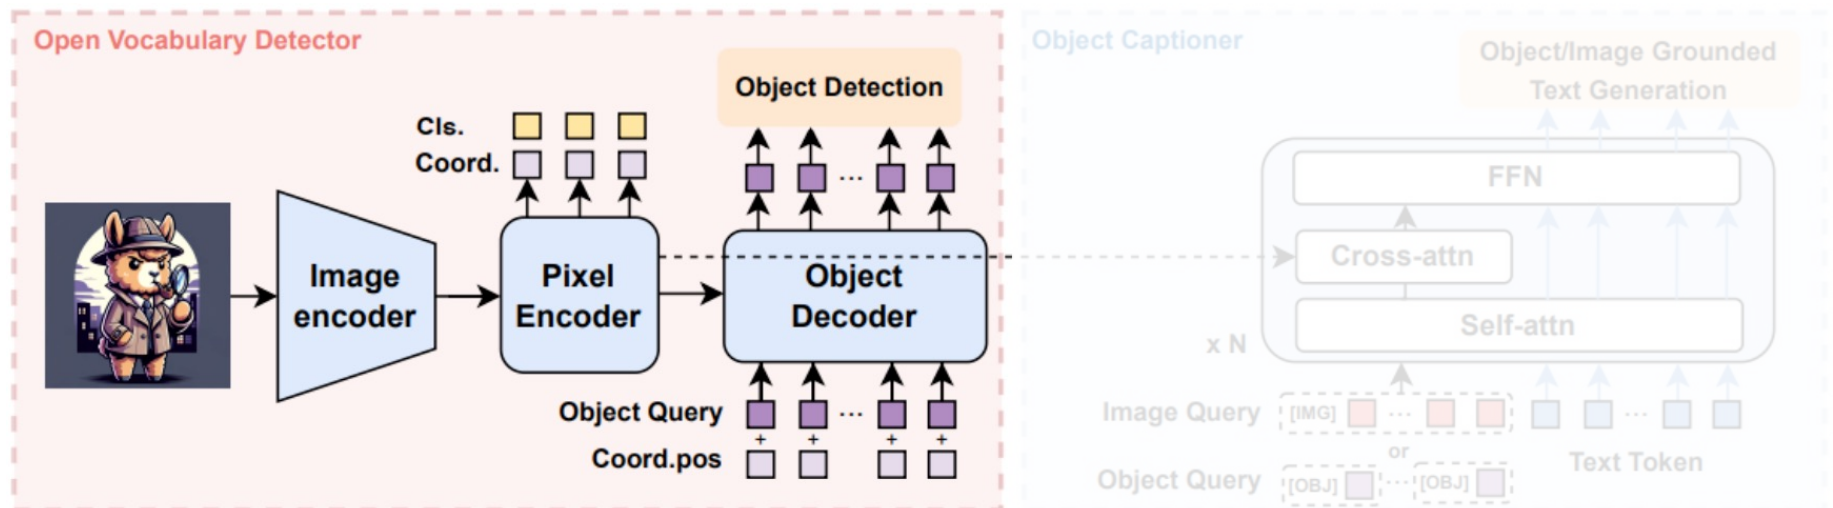 Open Vocabulary Detector
Object Captioner
Object Detection
Object/Image Grounded
Text Generation
Cls.
Coord.
FFN
Image
encoder
Pixel
Encoder
Object
Decoder
Cross-attn
Self-attn
x N
Object Query
...
+ + + +
Coord.pos
Image Query
[IMG] ...
...
or
Text Token
Object Query
[OBJ] ... [OBJ]